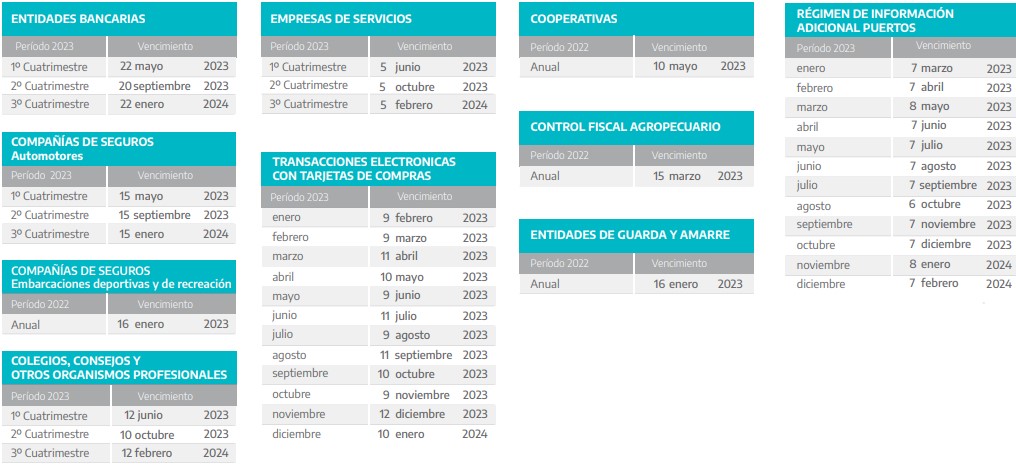 ENTIDADES BANCARIAS
Período 2023 Vencimiento
1º Cuatrimestre 22 mayo 2023
2º Cuatrimestre 20 septiembre 2023
3º Cuatrimestre 22 enero 2024
COMPAÑÍAS DE SEGUROS
Automotores
Período 2023 Vencimiento
1º Cuatrimestre 15 mayo 2023
2º Cuatrimestre 15 septiembre 2023
3º Cuatrimestre 15 enero 2024
COMPAÑÍAS DE SEGUROS
Embarcaciones deportivas y de recreación
Período 2022 Vencimiento
Anual 16 enero 2023
COLEGIOS, CONSEJOS Y
OTROS ORGANISMOS PROFESIONALES
Período 2023 Vencimiento
1º Cuatrimestre 12 junio 2023
2º Cuatrimestre 10 octubre 2023
3º Cuatrimestre 12 febrero 2024
EMPRESAS DE SERVICIOS
Período 2023 Vencimiento
1º Cuatrimestre 5 junio 2023
2º Cuatrimestre 5 octubre 2023
3º Cuatrimestre 5 febrero 2024
TRANSACCIONES ELECTRONICAS
CON TARJETAS DE COMPRAS
Período 2023 Vencimiento
enero 9 febrero 2023
febrero 9 marzo 2023
marzo 11 abril 2023
abril 10 mayo 2023
mayo 9 junio 2023
junio 11 julio 2023
julio 9 agosto 2023
agosto 11 septiembre 2023
septiembre 10 octubre 2023
octubre 9 noviembre 2023
noviembre 12 diciembre 2023
diciembre 10 enero 2024
COOPERATIVAS
Período 2022 Vencimiento
Anual 10 mayo 2023
CONTROL FISCAL AGROPECUARIO
Período 2022 Vencimiento
Anual 15 marzo 2023
ENTIDADES DE GUARDA Y AMARRE
Período 2022 Vencimiento
Anual 16 enero 2023
RÉGIMEN DE INFORMACIÓN
ADICIONAL PUERTOS
Período 2023 Vencimiento
enero 7 marzo 2023
febrero 7 abril 2023
marzo 8 mayo 2023
abril 7 junio 2023
mayo 7 julio 2023
junio 7 agosto 2023
julio 7 septiembre 2023
agosto 6 octubre 2023
septiembre 7 noviembre 2023
octubre 7 diciembre 2023
noviembre 8 enero 2024
diciembre 7 febrero 2024